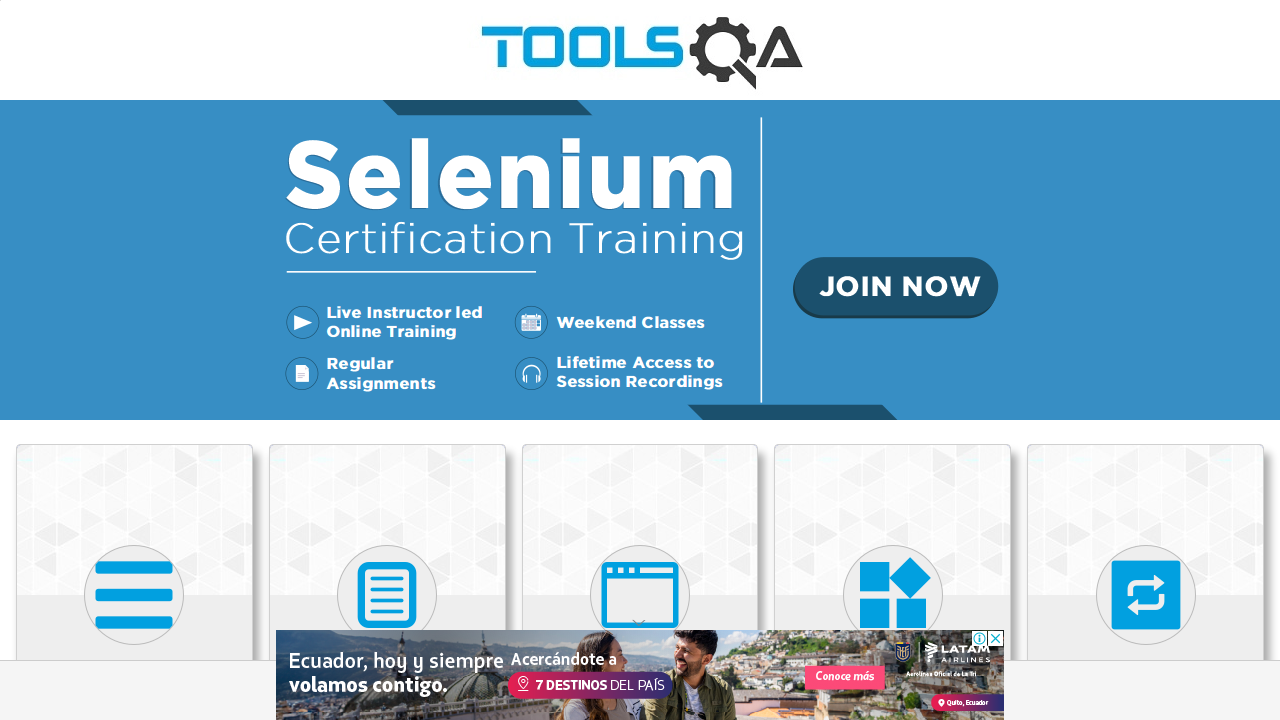 TOOLSQA
Selenium
Certification Training
Live Instructor led
Online Training
Weekend Classes
Regular
Assignments
Lifetime Access to
Session Recordings
JOIN NOW
Ecuador, hoy y siempre
volamos contigo.
Acercándote a
7 DESTINOS DEL PAÍS
Conoce más
LATAM
AIRLINES
Aerolínea Oficial de La Tri....
Quito, Ecuador